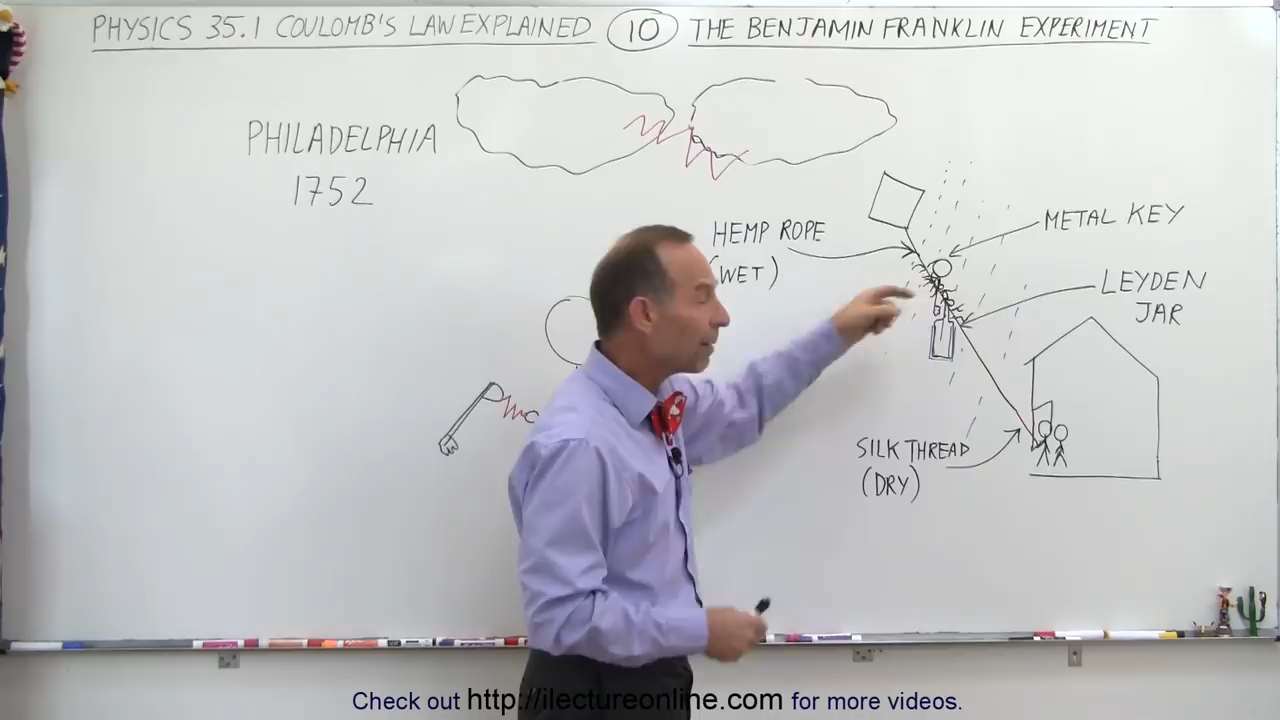 PHYSICS 35.1 COULOMB'S LAW EXPLAINED 10 THE BENJAMIN FRANKLIN EXPERIMENT
PHILADELPHIA
1752
HEMP ROPE
(WET)
METAL KEY
LEYDEN
JAR
SILK THREAD
(DRY)
Check out http://ilectureonline.com for more videos.